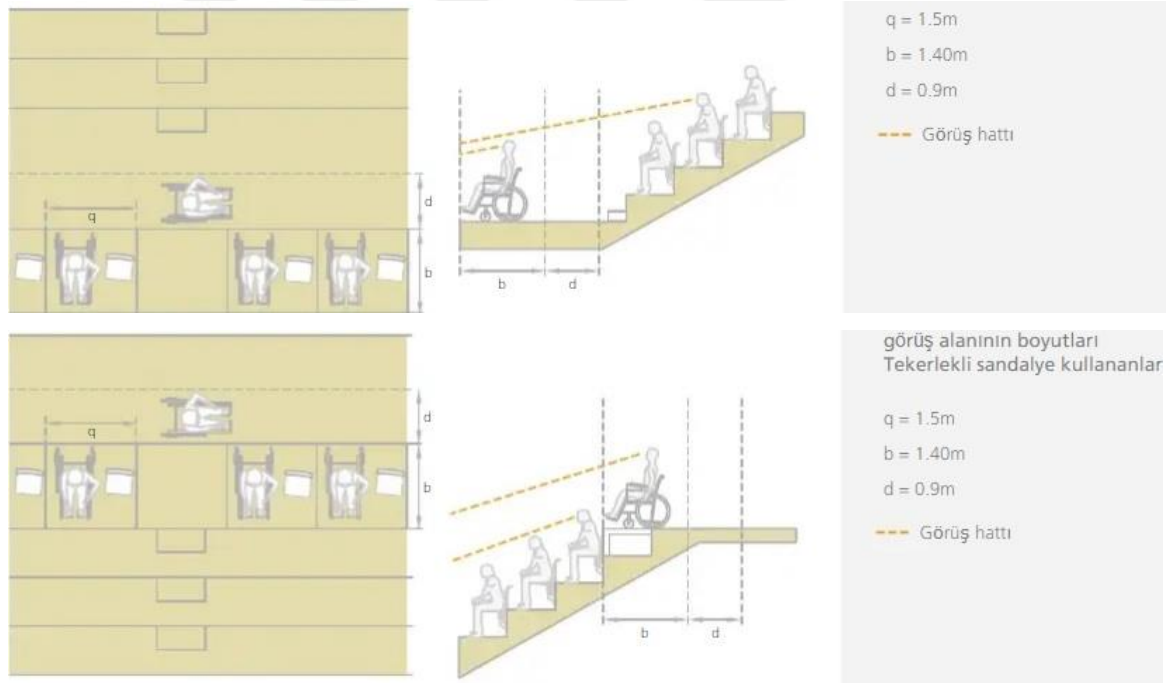 q
d
b
b
d
q = 1.5m
b = 1.40m
d = 0.9m
Görüş hattı
q
d
b
b
d
görüş alanının boyutları
Tekerlekli sandalye kullananlar
q = 1.5m
b = 1.40m
d = 0.9m
Görüş hattı